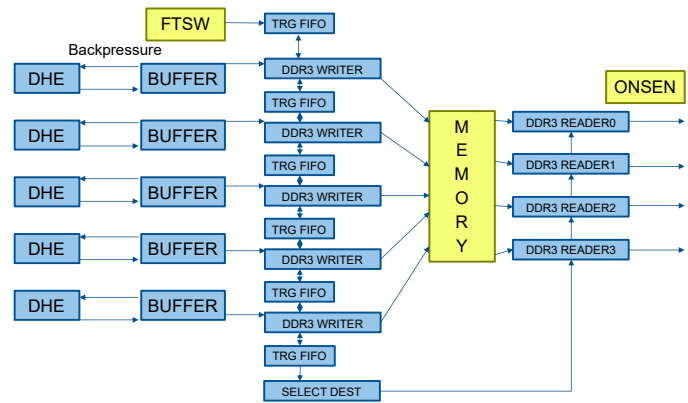 FTSW
TRG FIFO
Backpressure
DHE
BUFFER
DDR3 WRITER
ONSEN
TRG FIFO
DHE
BUFFER
DDR3 WRITER
M
E
M
O
R
Y
DDR3 READER0
TRG FIFO
DDR3 READER1
DHE
BUFFER
DDR3 WRITER
DDR3 READER2
TRG FIFO
DHE
BUFFER
DDR3 WRITER
DDR3 READER3
TRG FIFO
DHE
BUFFER
DDR3 WRITER
TRG FIFO
SELECT DEST